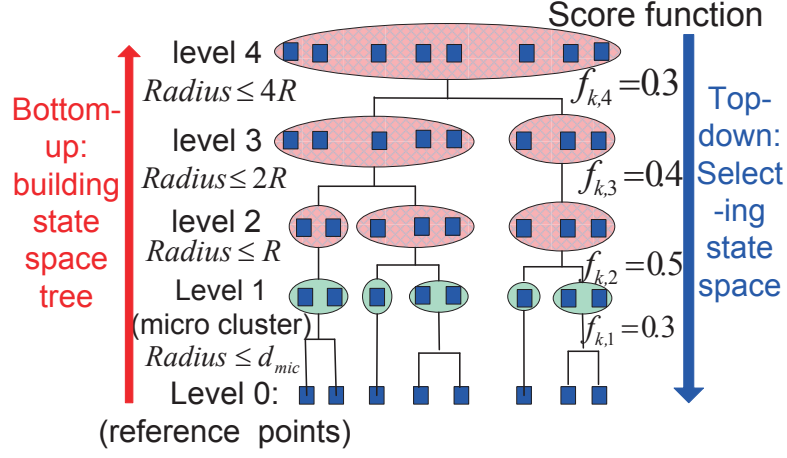 Score function
level 4
Radius ≤ 4R
f_{k,4}=0.3
Bottom-
up:
building
state
space
tree
Top-
down:
Select
-ing
state
space
level 3
Radius ≤ 2R
f_{k,3}=0.4
level 2
Radius ≤ R
f_{k,2}=0.5
Level 1
(micro cluster)
f_{k,1}=0.3
Radius ≤ d_{mic}
Level 0:
(reference points)